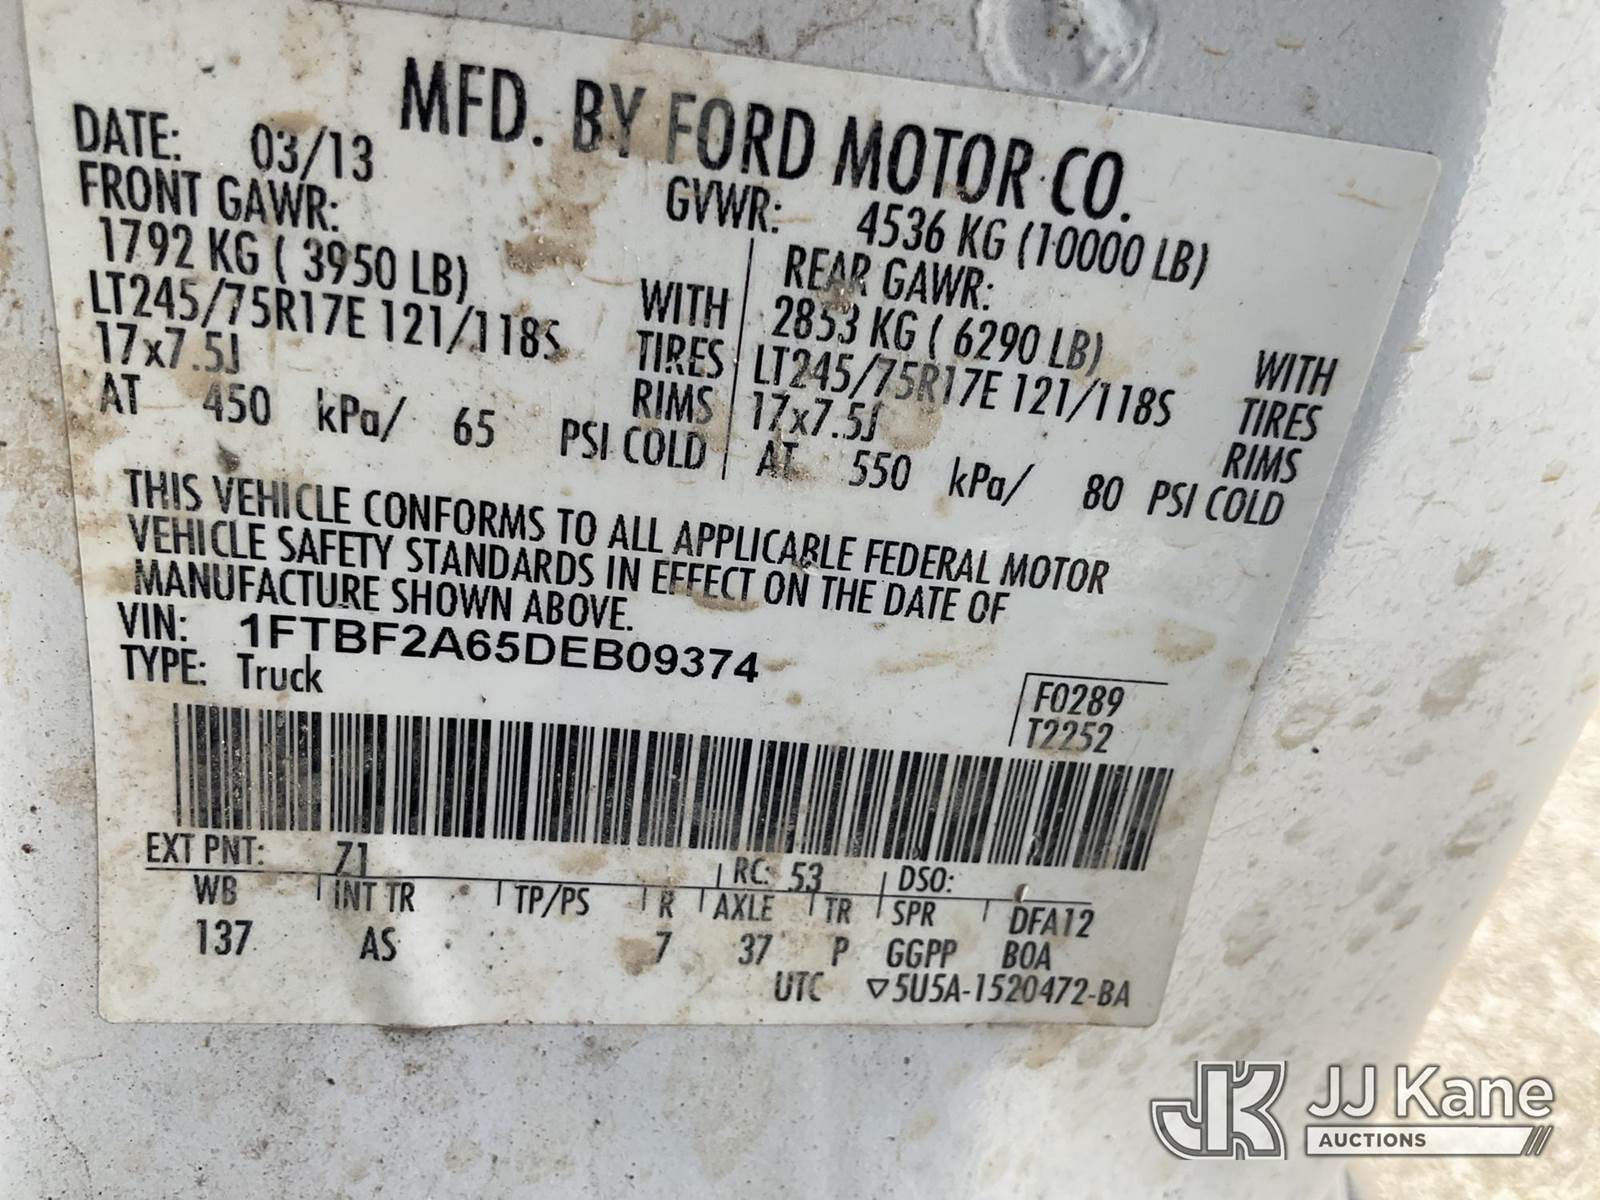 MFD. BY FORD MOTOR CO.
DATE: 03/13
GVWR: 4536 KG (10000 LB)
FRONT GAWR:
1792 KG ( 3950 LB) WITH
LT245/75R17E 121/118S TIRES
17x7.5J RIMS
AT 450 kPa/ 65 PSI COLD
REAR GAWR:
2853 KG ( 6290 LB) WITH
LT245/75R17E 121/118S TIRES
17x7.5J RIMS
AT 550 kPa/ 80 PSI COLD
THIS VEHICLE CONFORMS TO ALL APPLICABLE FEDERAL MOTOR
VEHICLE SAFETY STANDARDS IN EFFECT ON THE DATE OF
MANUFACTURE SHOWN ABOVE.
VIN: 1FTBF2A65DEB09374
TYPE: Truck
F0289
T2252
EXT PNT: Z1 RC: 53 DSO:
WB INT TR TP/PS R AXLE TR SPR DFA12
137 AS 7 37 P GGPP BOA
UTC ▽5U5A-1520472-BA
JK JJ Kane
AUCTIONS